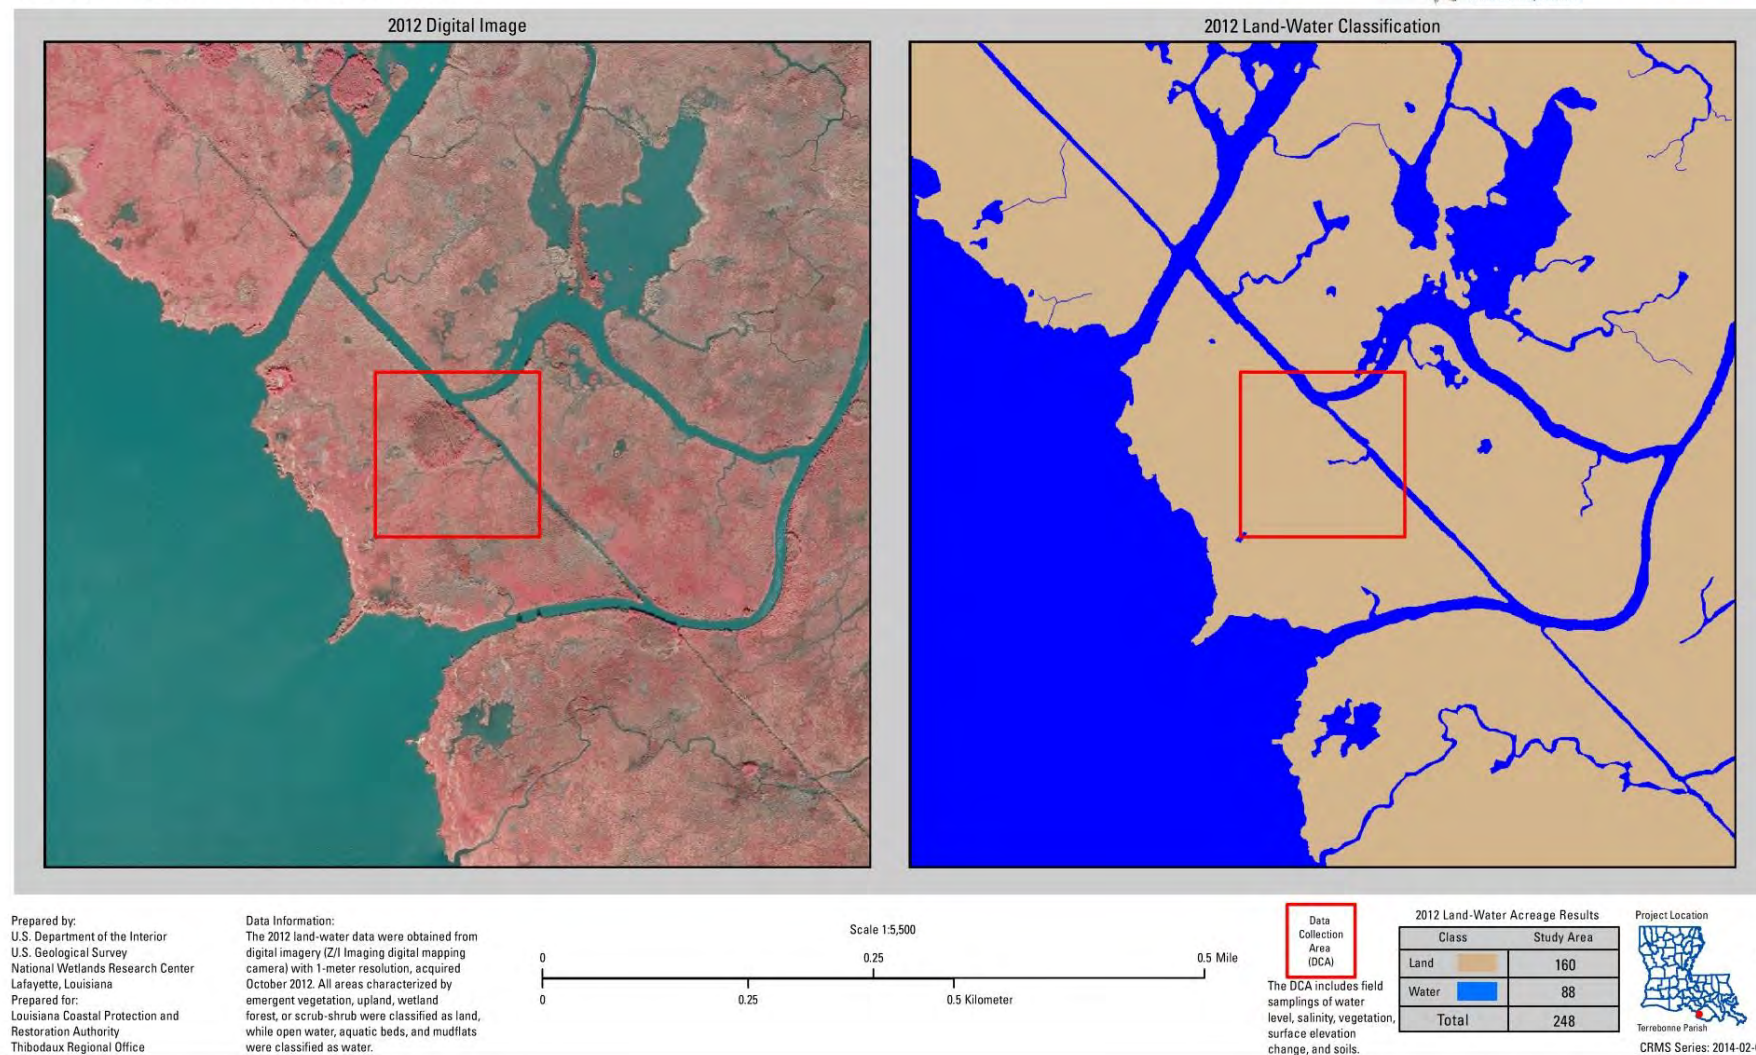 2012 Digital Image
2012 Land-Water Classification
Prepared by:
U.S. Department of the Interior
U.S. Geological Survey
National Wetlands Research Center
Lafayette, Louisiana
Prepared for:
Louisiana Coastal Protection and
Restoration Authority
Thibodaux Regional Office
Data Information:
The 2012 land-water data were obtained from
digital imagery (Z/I Imaging digital mapping
camera) with 1-meter resolution, acquired
October 2012. All areas characterized by
emergent vegetation, upland, wetland
forest, or scrub-shrub were classified as land,
while open water, aquatic beds, and mudflats
were classified as water.
Scale 1:5,500
0 0.25 0.5 Mile
0 0.25 0.5 Kilometer
Data
Collection
Area
(DCA)
The DCA includes field
samplings of water
level, salinity, vegetation,
surface elevation
change, and soils.
2012 Land-Water Acreage Results
Class Study Area
Land 160
Water 88
Total 248
Project Location
Terrebonne Parish
CRMS Series: 2014-02-